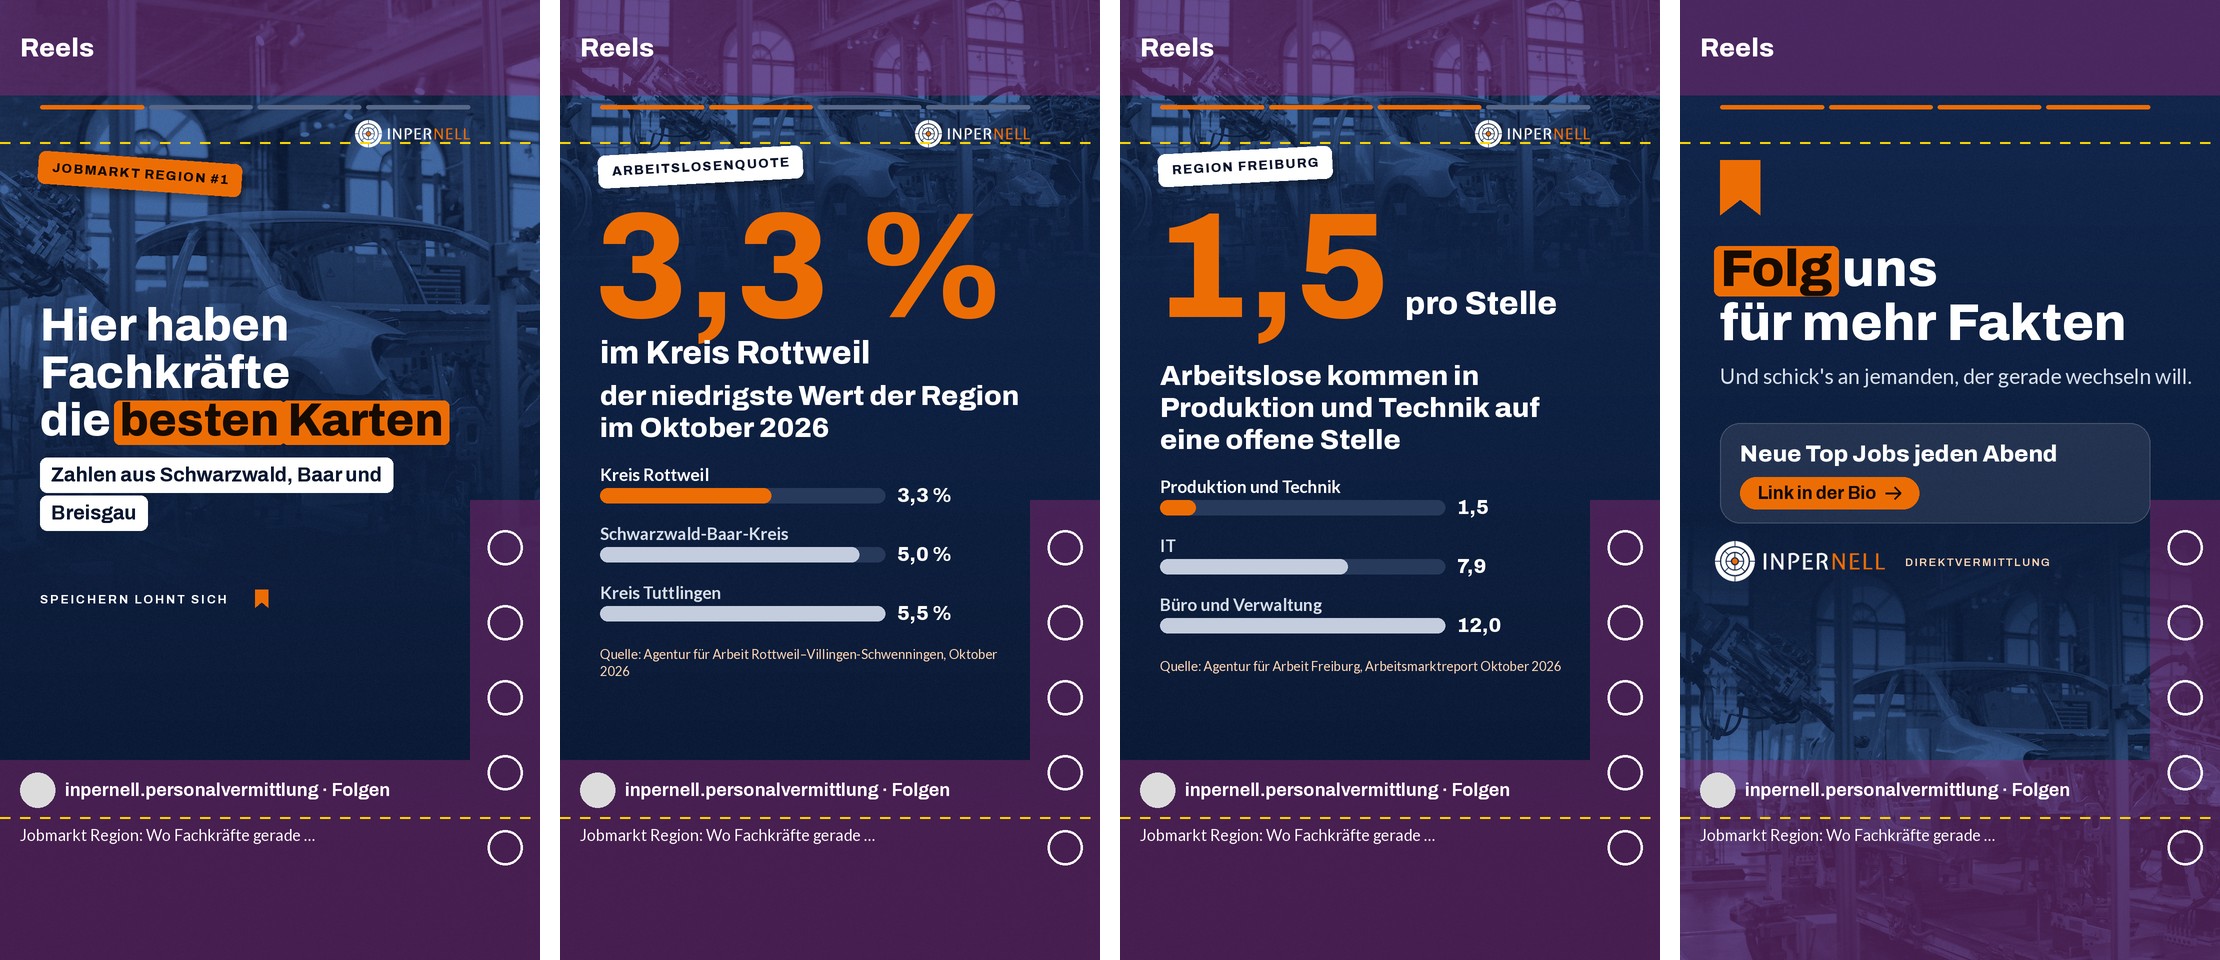 Reels
INPERNELL
JOBMARKT REGION #1
Hier haben
Fachkräfte
die besten Karten
Zahlen aus Schwarzwald, Baar und
Breisgau
SPEICHERN LOHNT SICH
inpernell.personalvermittlung · Folgen
Jobmarkt Region: Wo Fachkräfte gerade ...
Reels
INPERNELL
ARBEITSLOSENQUOTE
3,3 %
im Kreis Rottweil
der niedrigste Wert der Region
im Oktober 2026
Kreis Rottweil
3,3 %
Schwarzwald-Baar-Kreis
5,0 %
Kreis Tuttlingen
5,5 %
Quelle: Agentur für Arbeit Rottweil–Villingen-Schwenningen, Oktober
2026
inpernell.personalvermittlung · Folgen
Jobmarkt Region: Wo Fachkräfte gerade ...
Reels
INPERNELL
REGION FREIBURG
1,5 pro Stelle
Arbeitslose kommen in
Produktion und Technik auf
eine offene Stelle
Produktion und Technik
1,5
IT
7,9
Büro und Verwaltung
12,0
Quelle: Agentur für Arbeit Freiburg, Arbeitsmarktreport Oktober 2026
inpernell.personalvermittlung · Folgen
Jobmarkt Region: Wo Fachkräfte gerade ...
Reels
Folg uns
für mehr Fakten
Und schick's an jemanden, der gerade wechseln will.
Neue Top Jobs jeden Abend
Link in der Bio →
INPERNELL DIREKTVERMITTLUNG
inpernell.personalvermittlung · Folgen
Jobmarkt Region: Wo Fachkräfte gerade ...